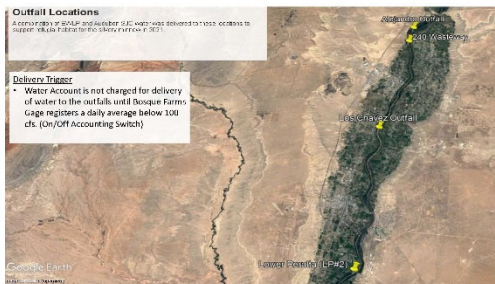 Outfall Locations
A combination of BWLP and Audubon SJC water was delivered to these locations to
support refugial habitat for the silvery minnow in 2021.
Delivery Trigger
• Water Account is not charged for delivery
of water to the outfalls until Bosque Farms
Gage registers a daily average below 100
cfs. (On/Off Accounting Switch)
Alejandro Outfall
240 Wasteway
Los Chavez Outfall
Lower Peralta (LP#2)
Google Earth